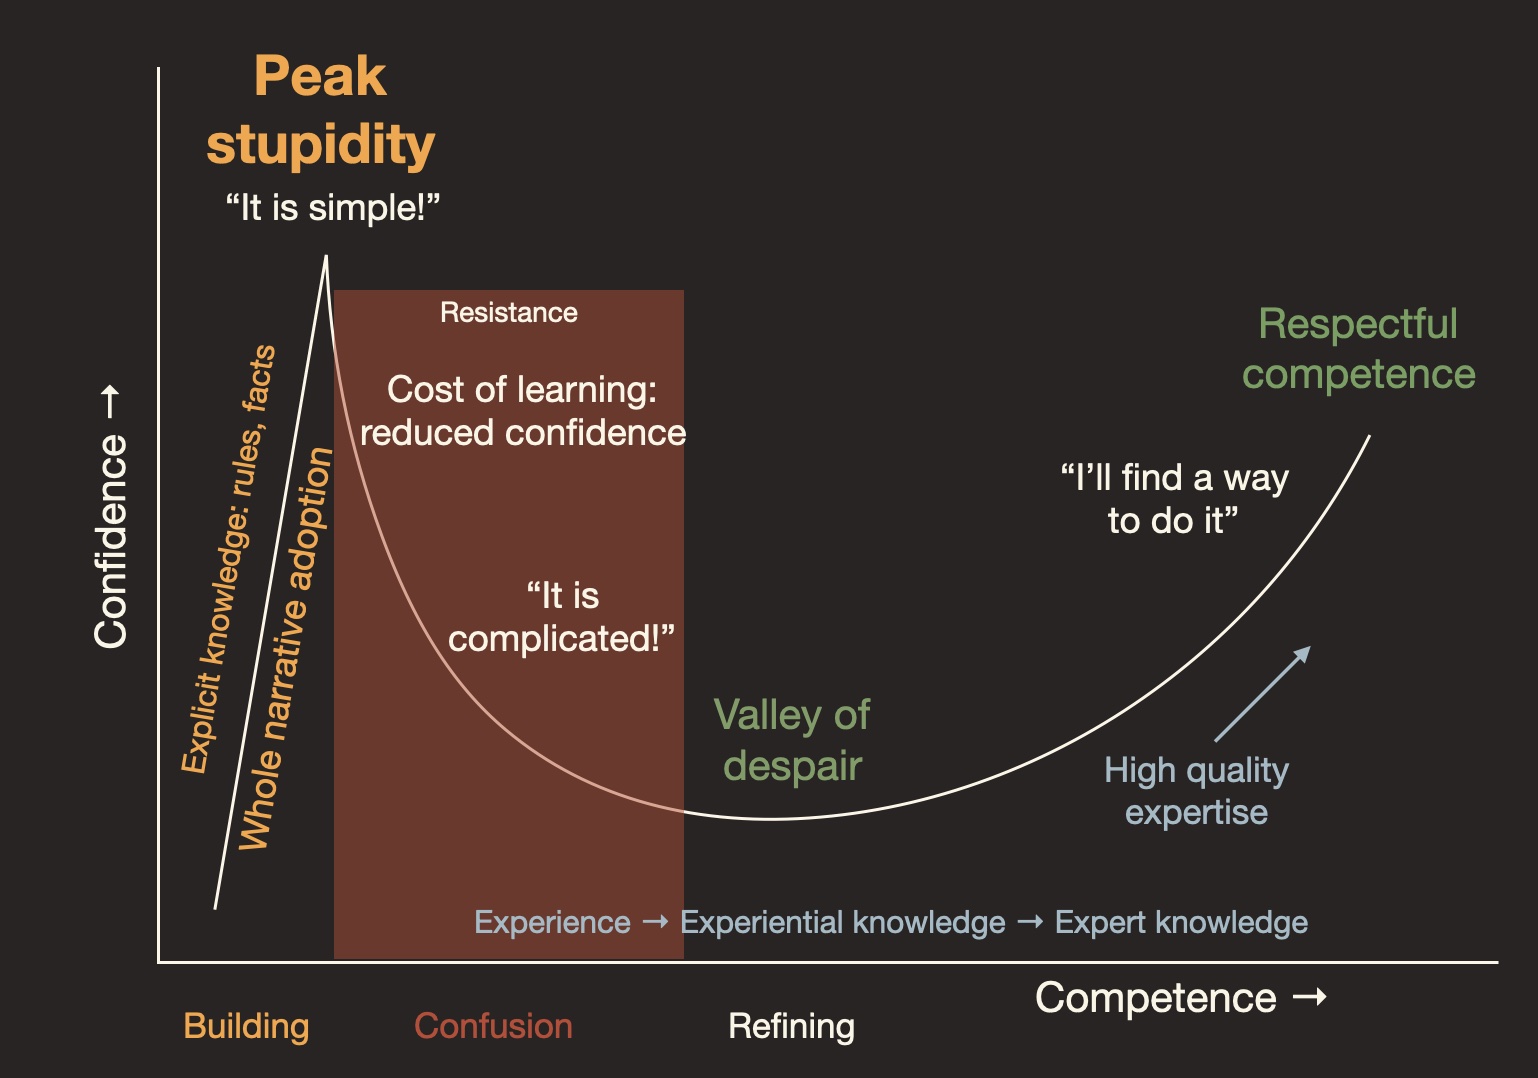 Peak
stupidity
“It is simple!”
Resistance
Cost of learning:
reduced confidence
“It is
complicated!”
Explicit knowledge: rules, facts
Whole narrative adoption
Confidence →
Valley of
despair
Respectful
competence
“I’ll find a way
to do it”
High quality
expertise
Experience → Experiential knowledge → Expert knowledge
Competence →
Building
Confusion
Refining